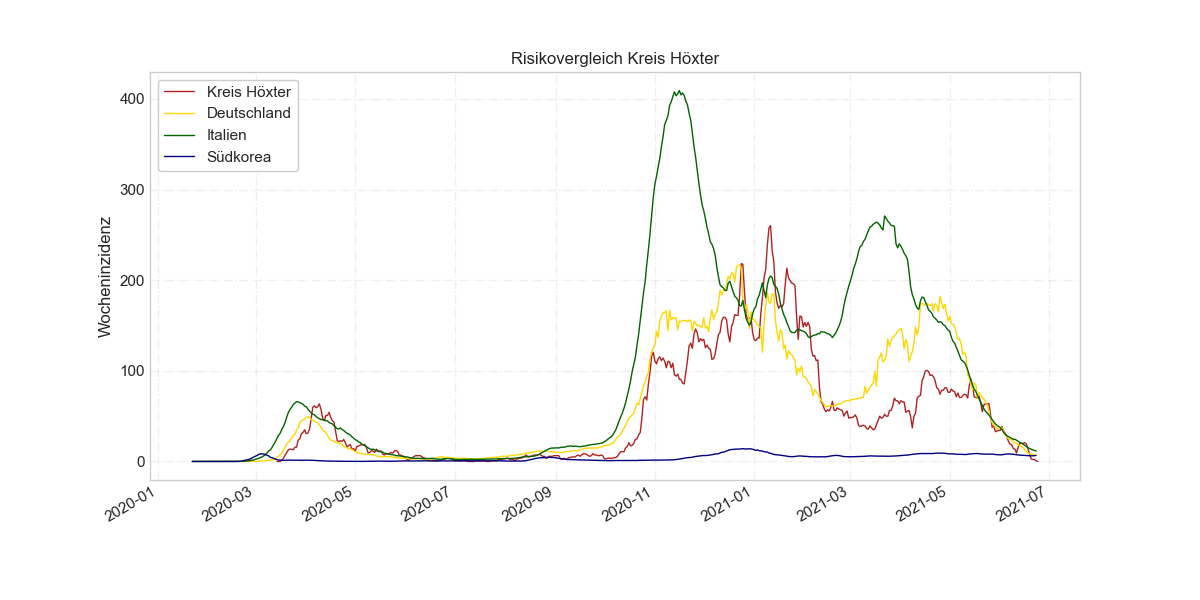 Risikovergleich Kreis Höxter
Kreis Höxter
Deutschland
Italien
Südkorea
Wocheninzidenz
400
300
200
100
0
2020-01
2020-03
2020-05
2020-07
2020-09
2020-11
2021-01
2021-03
2021-05
2021-07